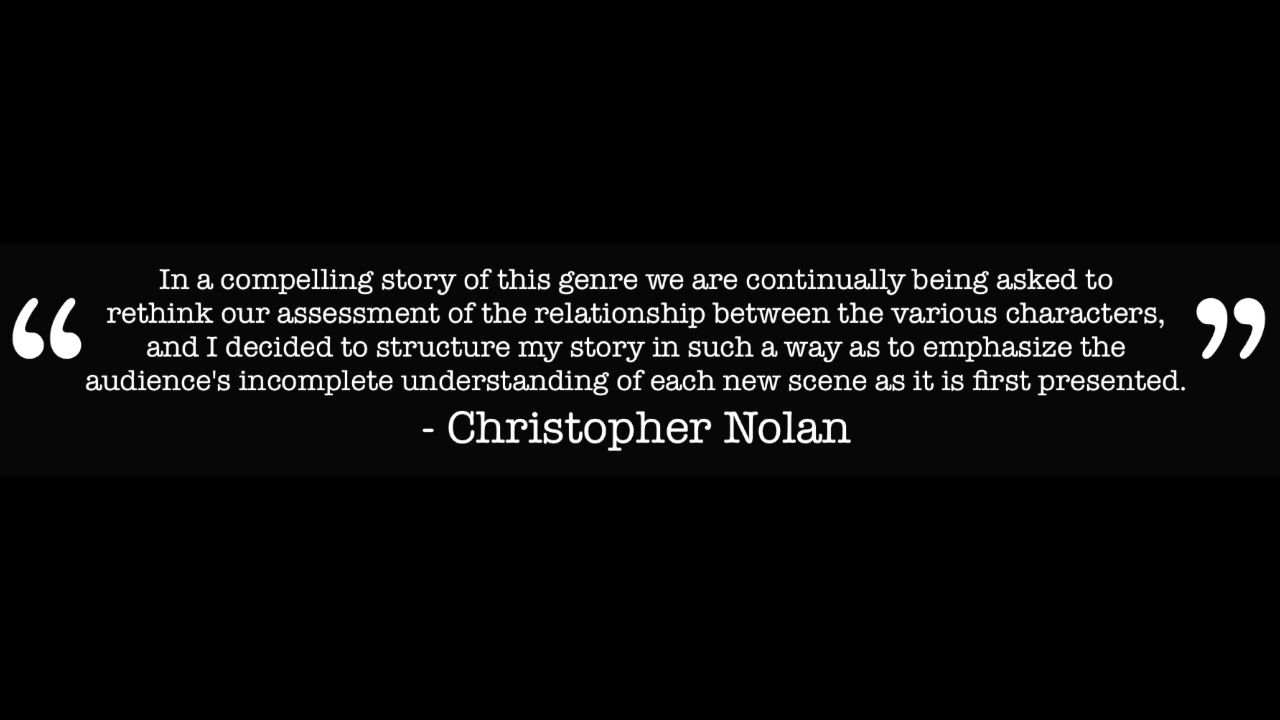 In a compelling story of this genre we are continually being asked to
“ rethink our assessment of the relationship between the various characters, ”
and I decided to structure my story in such a way as to emphasize the
audience's incomplete understanding of each new scene as it is first presented.
- Christopher Nolan